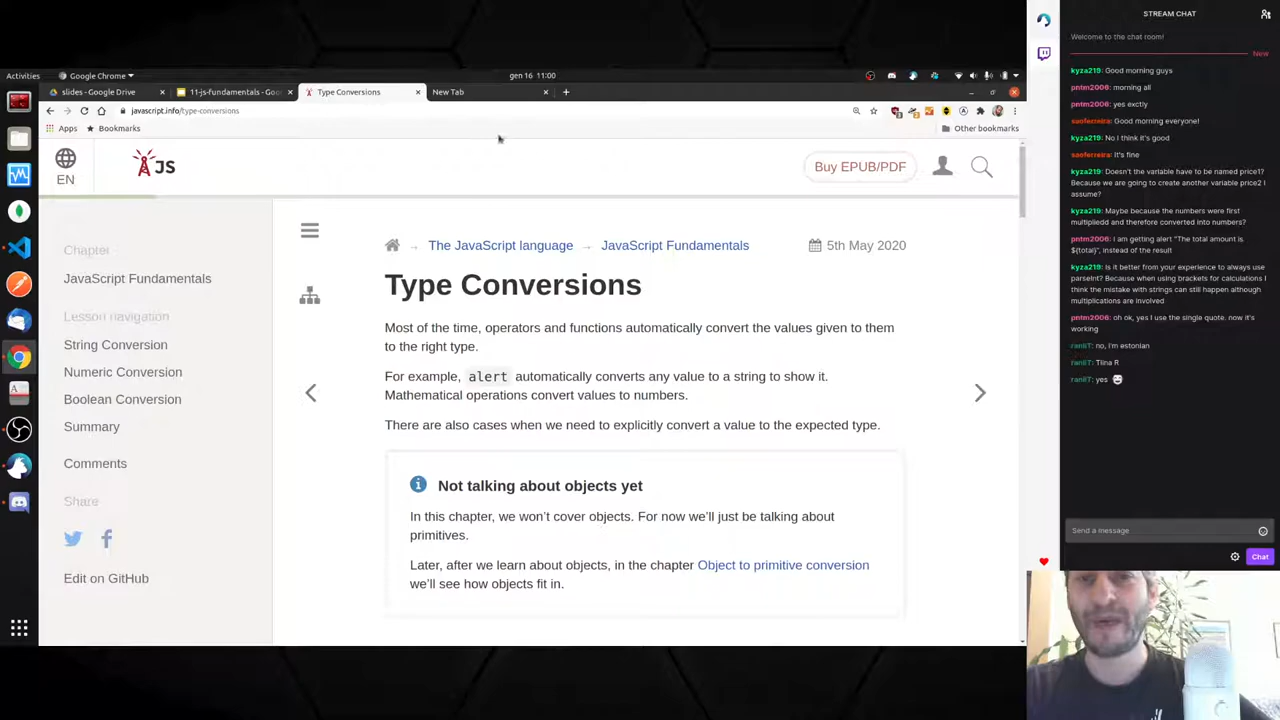 Activities
Google Chrome
gen 16 11:00
slides - Google Drive
11-js-fundamentals - Goo
Type Conversions
New Tab
javascript.info/type-conversions
Apps
Bookmarks
Other bookmarks
EN
JS
Buy EPUB/PDF
Chapter
JavaScript Fundamentals
Lesson navigation
String Conversion
Numeric Conversion
Boolean Conversion
Summary
Comments
Share
Edit on GitHub
The JavaScript language → JavaScript Fundamentals
5th May 2020
Type Conversions
Most of the time, operators and functions automatically convert the values given to them
to the right type.
For example, alert automatically converts any value to a string to show it.
Mathematical operations convert values to numbers.
There are also cases when we need to explicitly convert a value to the expected type.
Not talking about objects yet
In this chapter, we won't cover objects. For now we'll just be talking about
primitives.
Later, after we learn about objects, in the chapter Object to primitive conversion
we'll see how objects fit in.
STREAM CHAT
Welcome to the chat room!
New
kyza219: Good morning guys
pntm2006: morning all
pntm2006: yes exctly
saoferreira: Good morning everyone!
kyza219: No I think it's good
saoferreira: It's fine
kyza219: Doesn't the variable have to be named price1?
Because we are going to create another variable price2 I
assume?
kyza219: Maybe because the numbers were first
multipliedd and therefore converted into numbers?
pntm2006: i am getting alert "The total amount is
${total}", instead of the result
kyza219: Is it better from your experience to always use
parseInt? Because when using brackets for calculations I
think the mistake with strings can still happen although
multiplications are involved
pntm2006: oh ok, yes I use the single quote. now it's
working
ranliT: no, i'm estonian
ranliT: Tiina R
ranliT: yes
Send a message
Chat